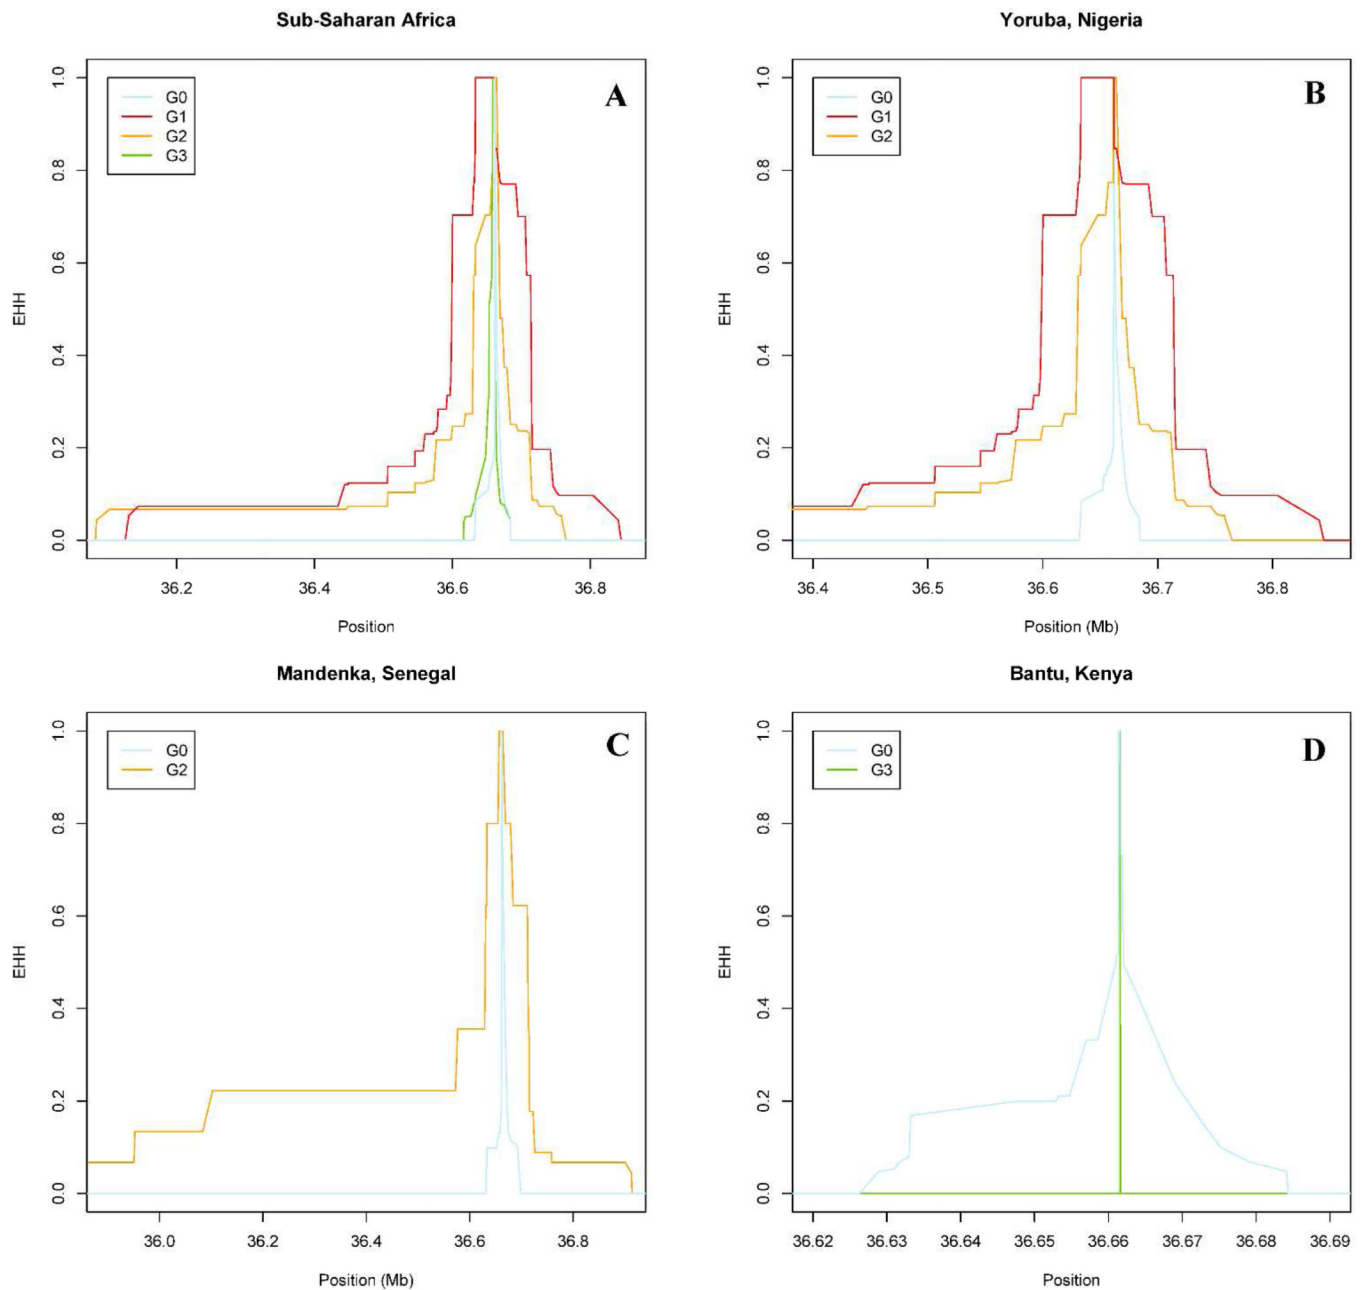 Sub-Saharan Africa
A
G0
G1
G2
G3
1.0
0.8
0.6
0.4
0.2
0.0
EHH
36.2 36.4 36.6 36.8
Position
Yoruba, Nigeria
B
G0
G1
G2
1.0
0.8
0.6
0.4
0.2
0.0
EHH
36.4 36.5 36.6 36.7 36.8
Position (Mb)
Mandenka, Senegal
C
G0
G2
1.0
0.8
0.6
0.4
0.2
0.0
EHH
36.0 36.2 36.4 36.6 36.8
Position (Mb)
Bantu, Kenya
D
G0
G3
1.0
0.8
0.6
0.4
0.2
0.0
EHH
36.62 36.63 36.64 36.65 36.66 36.67 36.68 36.69
Position